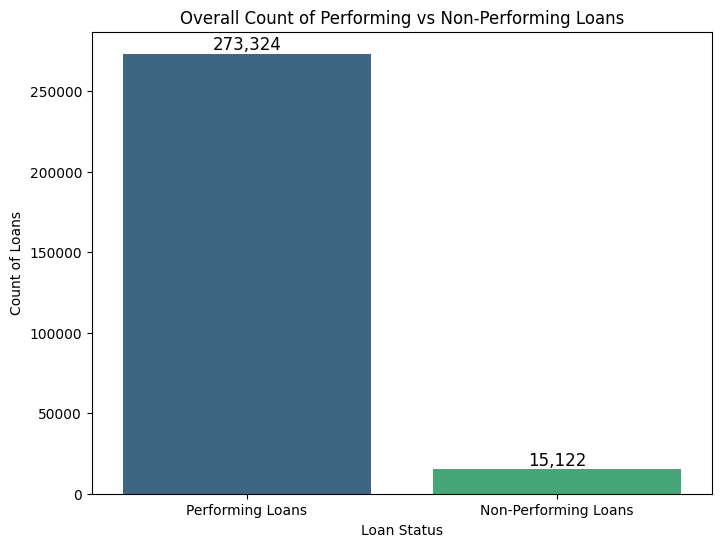 Overall Count of Performing vs Non-Performing Loans
273,324
250000
200000
150000
100000
50000
0
15,122
Count of Loans
Performing Loans
Non-Performing Loans
Loan Status